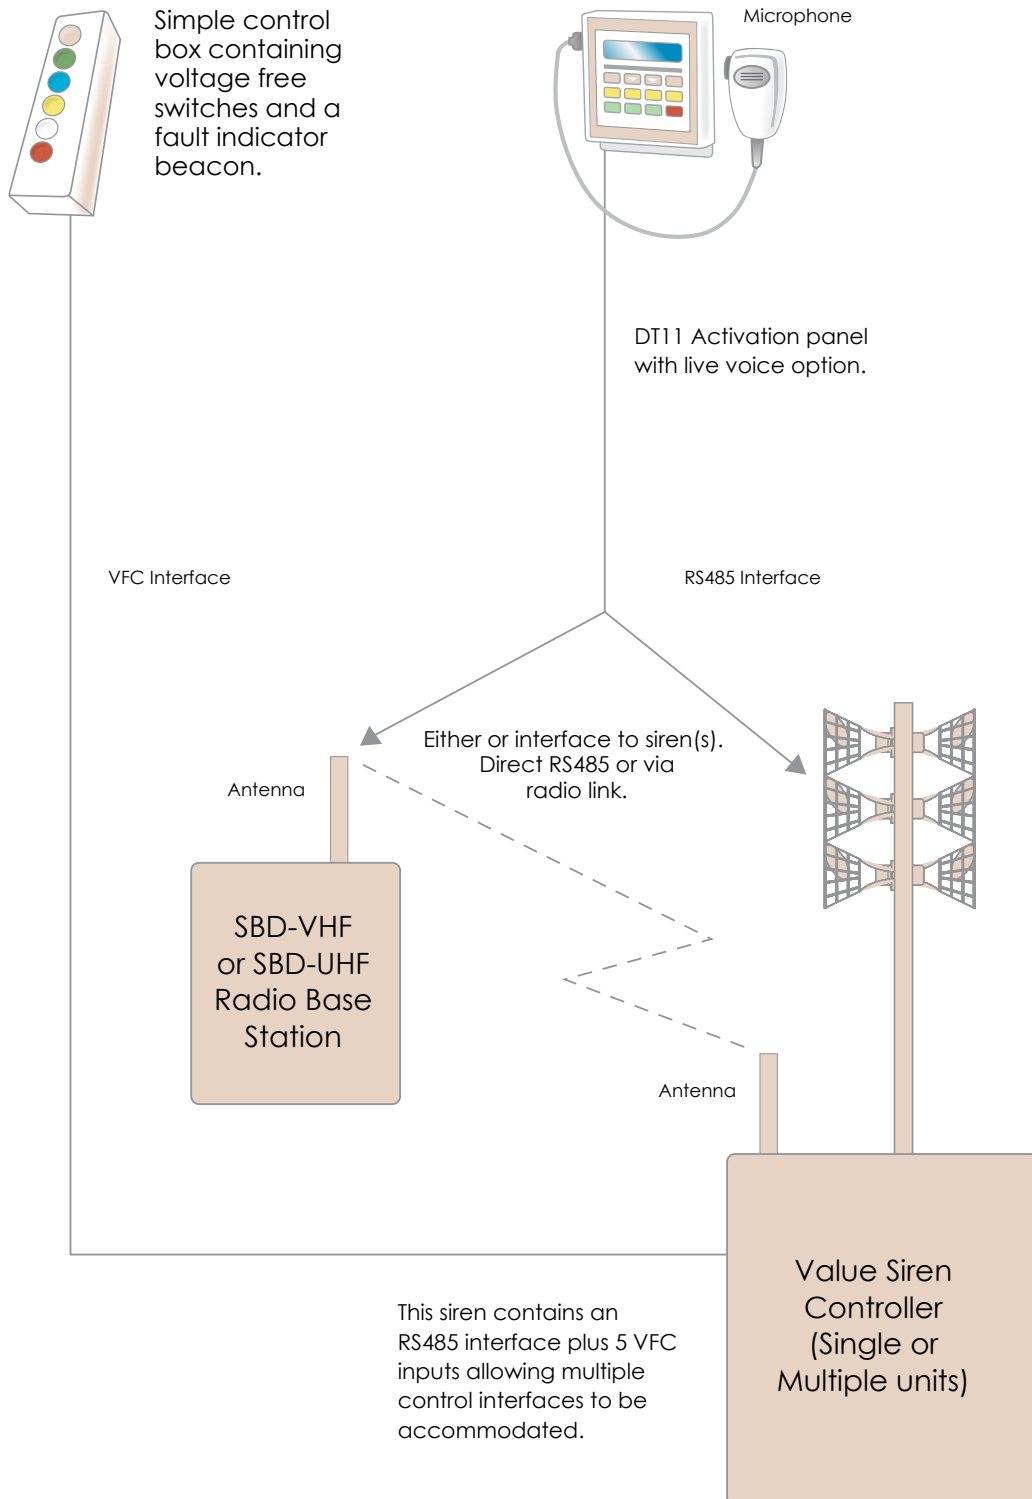 Simple control
box containing
voltage free
switches and a
fault indicator
beacon.
Microphone
DT11 Activation panel
with live voice option.
VFC Interface
RS485 Interface
Either or interface to siren(s).
Direct RS485 or via
radio link.
Antenna
SBD-VHF
or SBD-UHF
Radio Base
Station
Antenna
Value Siren
Controller
(Single or
Multiple units)
This siren contains an
RS485 interface plus 5 VFC
inputs allowing multiple
control interfaces to be
accommodated.